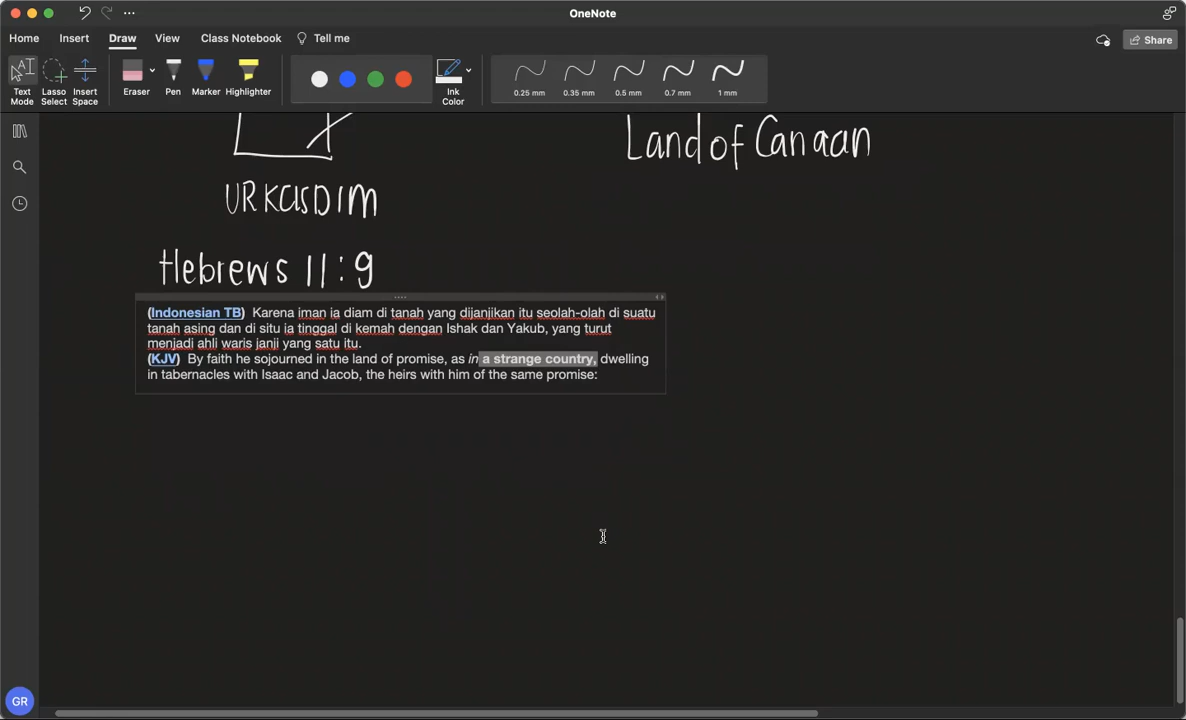 OneNote
Home Insert Draw View Class Notebook Tell me
Share
Text Mode
Lasso Select
Insert Space
Eraser
Pen
Marker
Highlighter
Ink Color
0.25 mm 0.35 mm 0.5 mm 0.7 mm 1 mm
Land of Canaan
URKASDIM
Hebrews 11:9
(Indonesian TB) Karena iman ia diam di tanah yang dijanjikan itu seolah-olah di suatu
tanah asing dan di situ ia tinggal di kemah dengan Ishak dan Yakub, yang turut
menjadi ahli waris janji yang satu itu.
(KJV) By faith he sojourned in the land of promise, as in a strange country, dwelling
in tabernacles with Isaac and Jacob, the heirs with him of the same promise:
GR